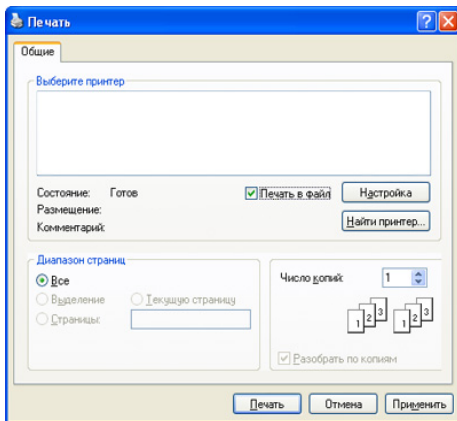 Печать
Общие
Выберите принтер
Состояние: Готов
Печать в файл
Настройка
Размещение:
Комментарий:
Найти принтер...
Диапазон страниц
Все
Выделение Текущую страницу
Страницы:
Число копий: 1
1 2 3 1 2 3
Разобрать по копиям
Печать Отмена Применить